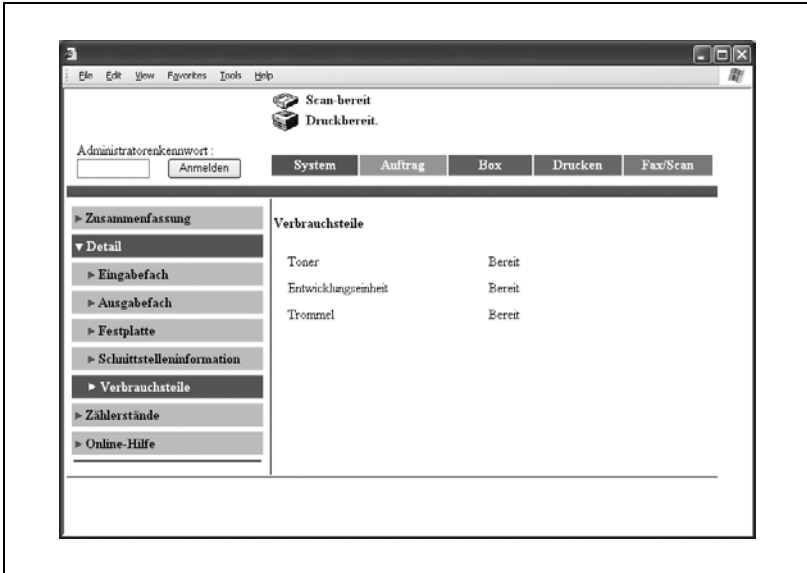 File Edit View Favorites Tools Help
Scan-bereit
Druckbereit.
Administratorenkennwort :
Anmelden
System Auftrag Box Drucken Fax/Scan
Zusammenfassung
Detail
Eingabefach
Ausgabefach
Festplatte
Schnittstelleninformation
Verbrauchsteile
Zählerstände
Online-Hilfe
Verbrauchsteile
Toner Bereit
Entwicklungseinheit Bereit
Trommel Bereit